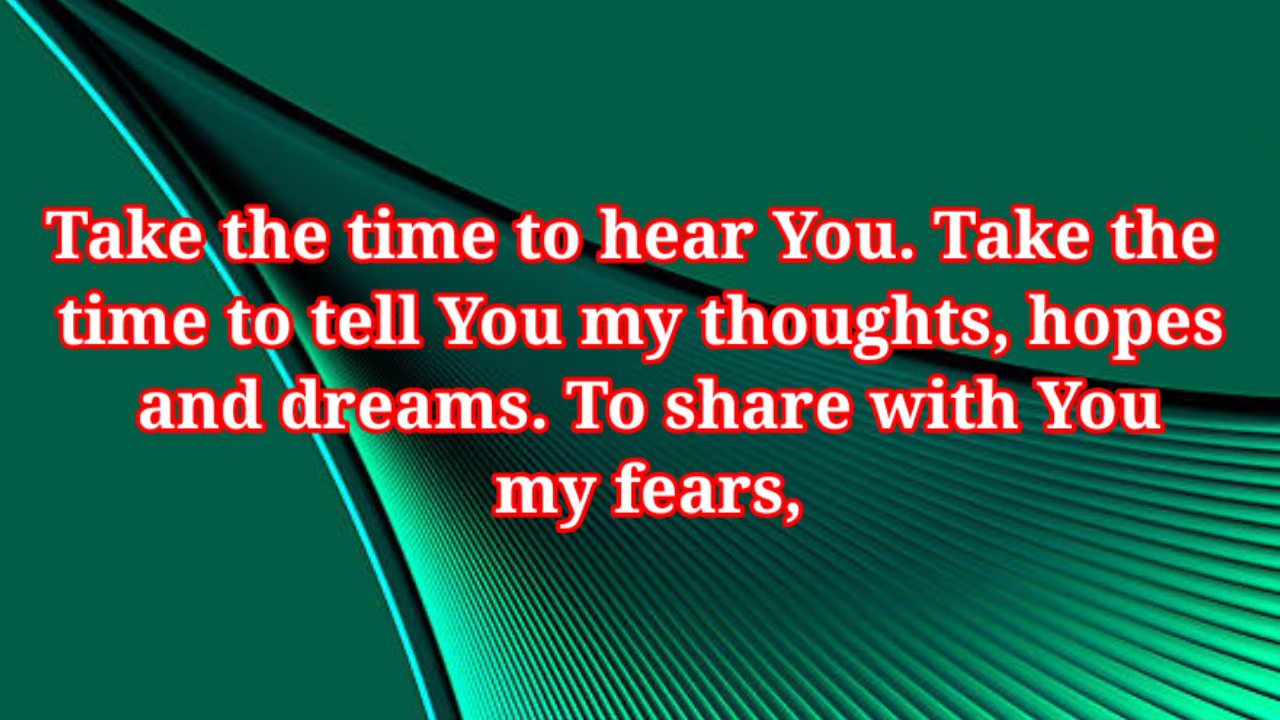 Take the time to hear You. Take the
time to tell You my thoughts, hopes
and dreams. To share with You
my fears,